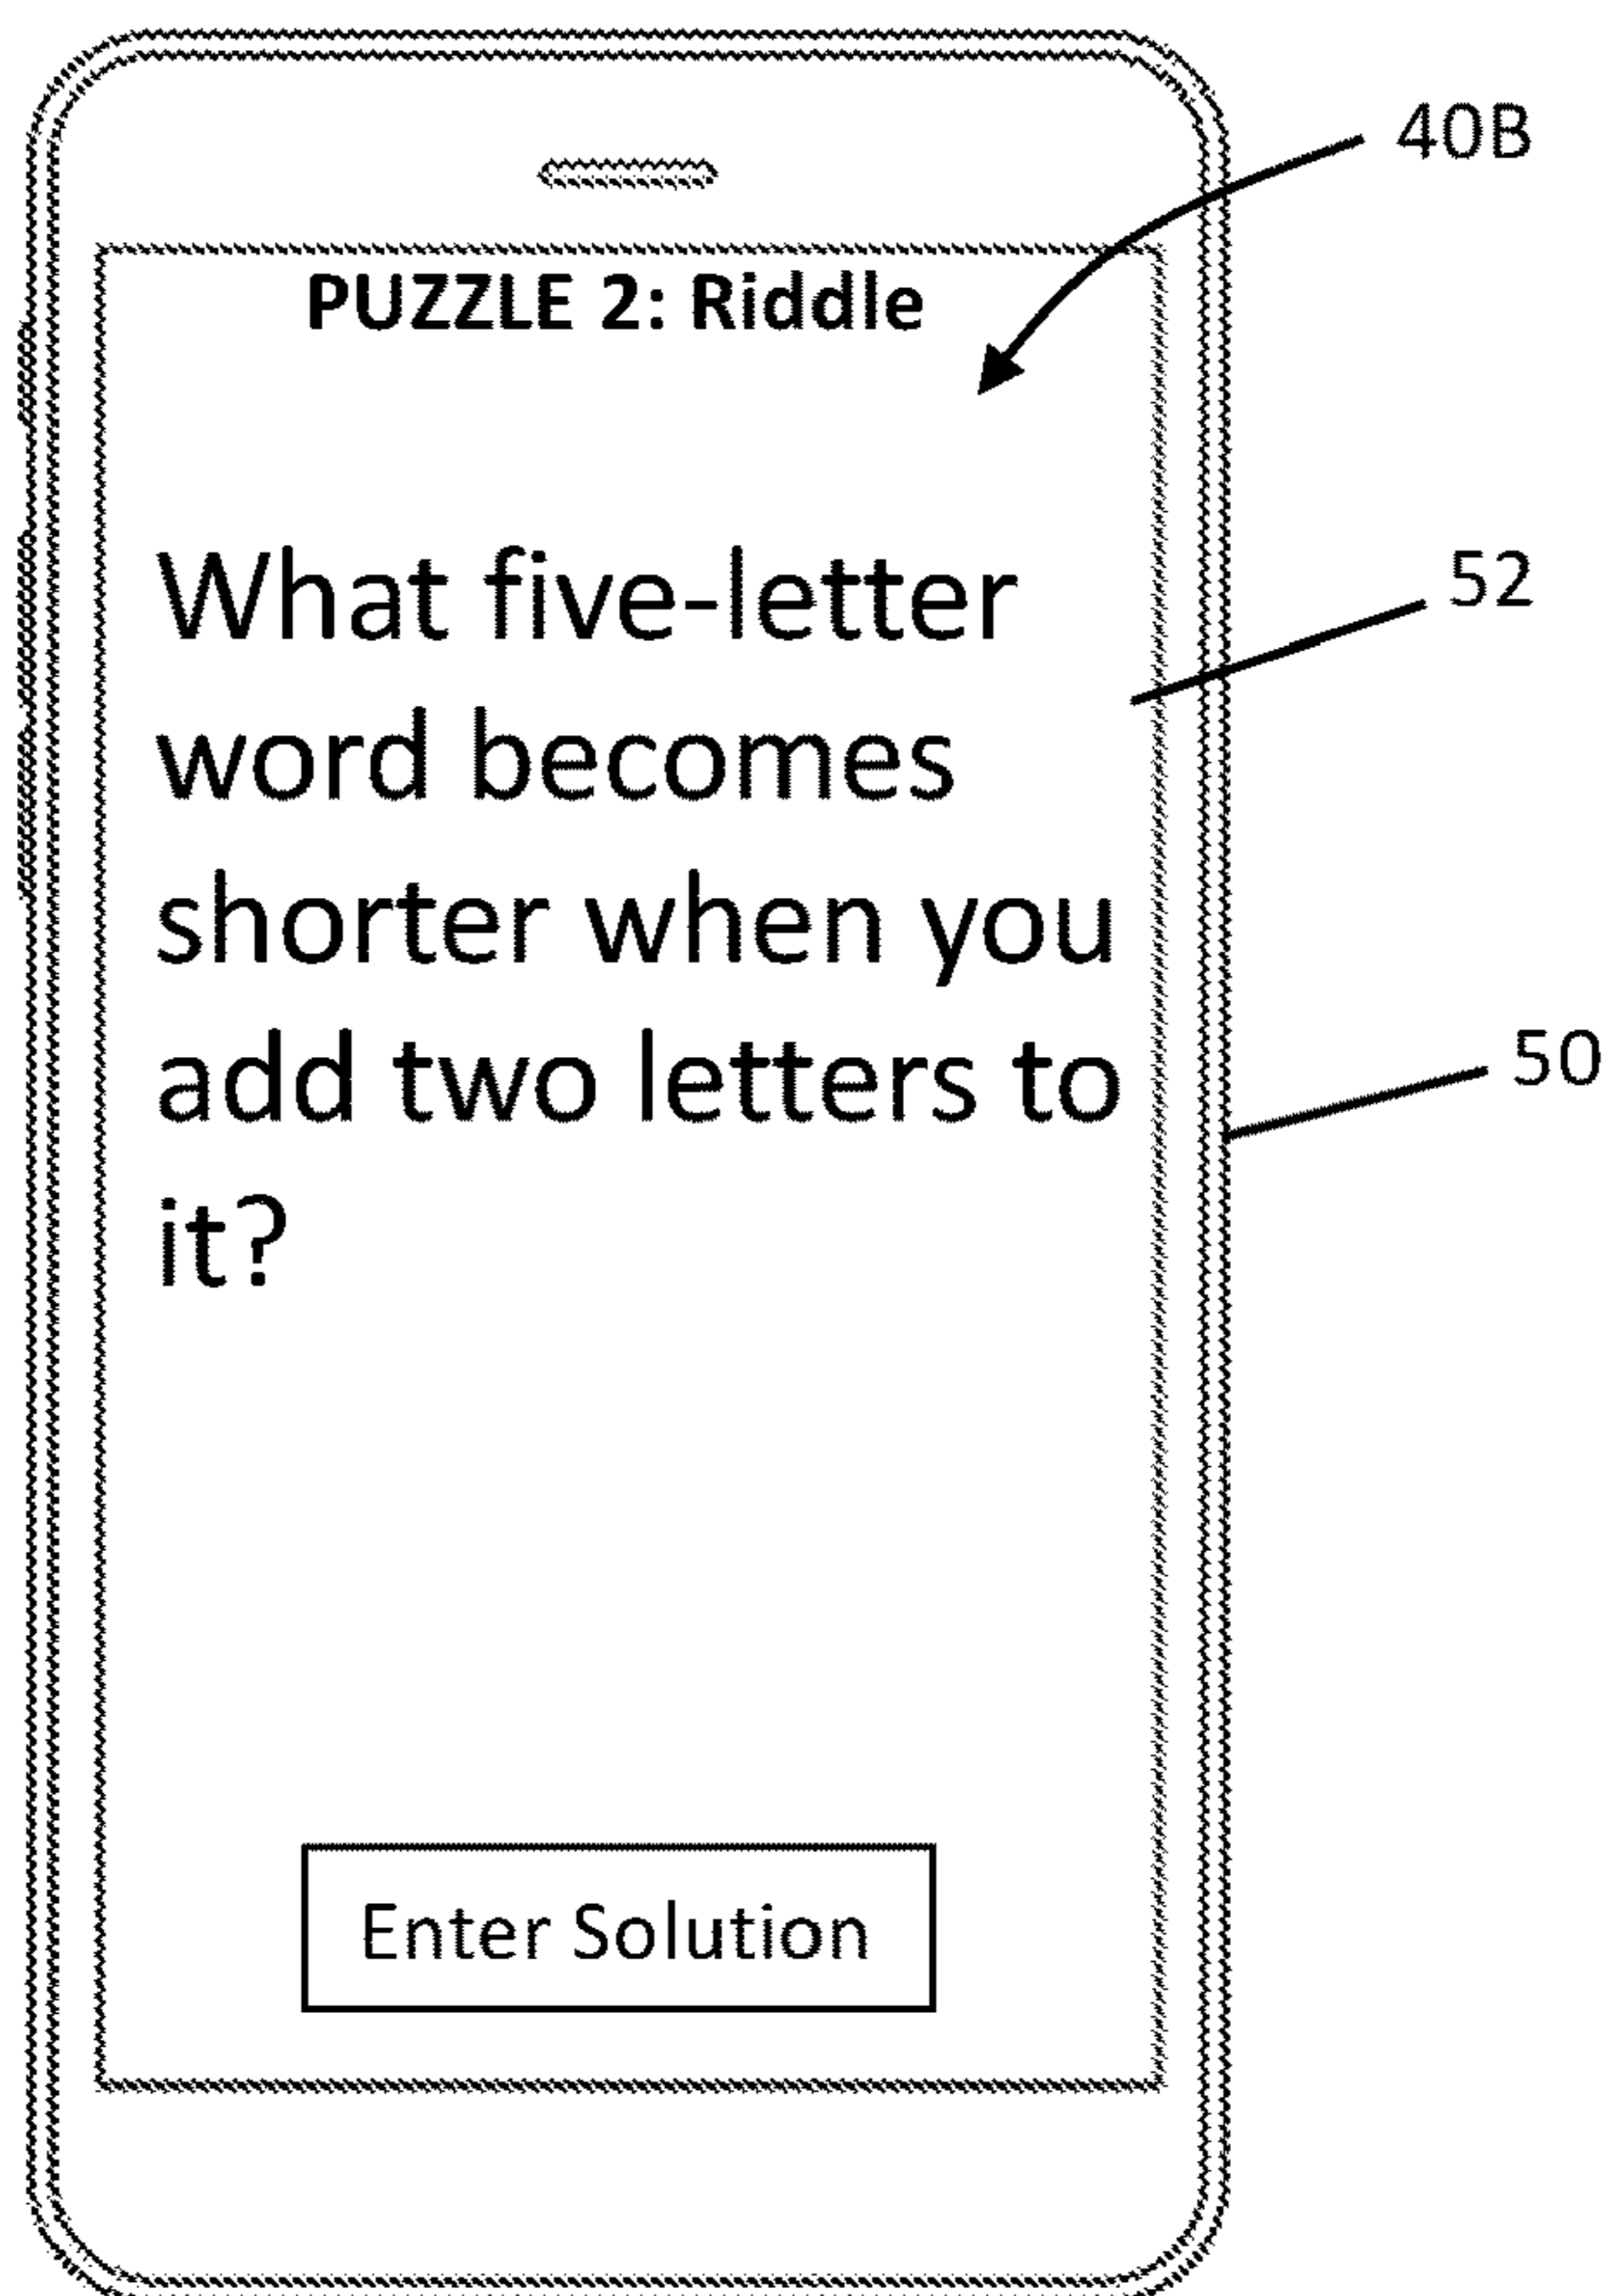 40B
PUZZLE 2: Riddle
What five-letter
52
word becomes
shorter when you
add two letters to
50
it?
Enter Solution